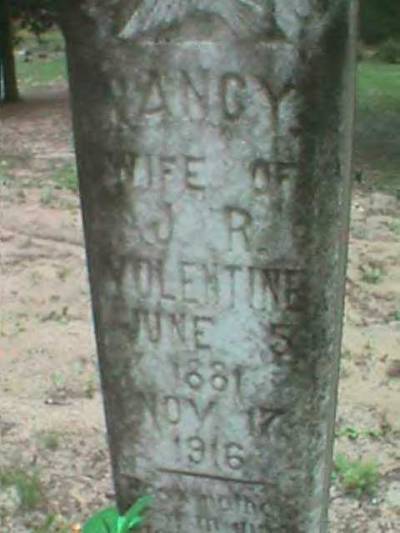 NANCY
WIFE OF
J. R.
VOLENTINE
JUNE 5
1881
NOV 17
1916